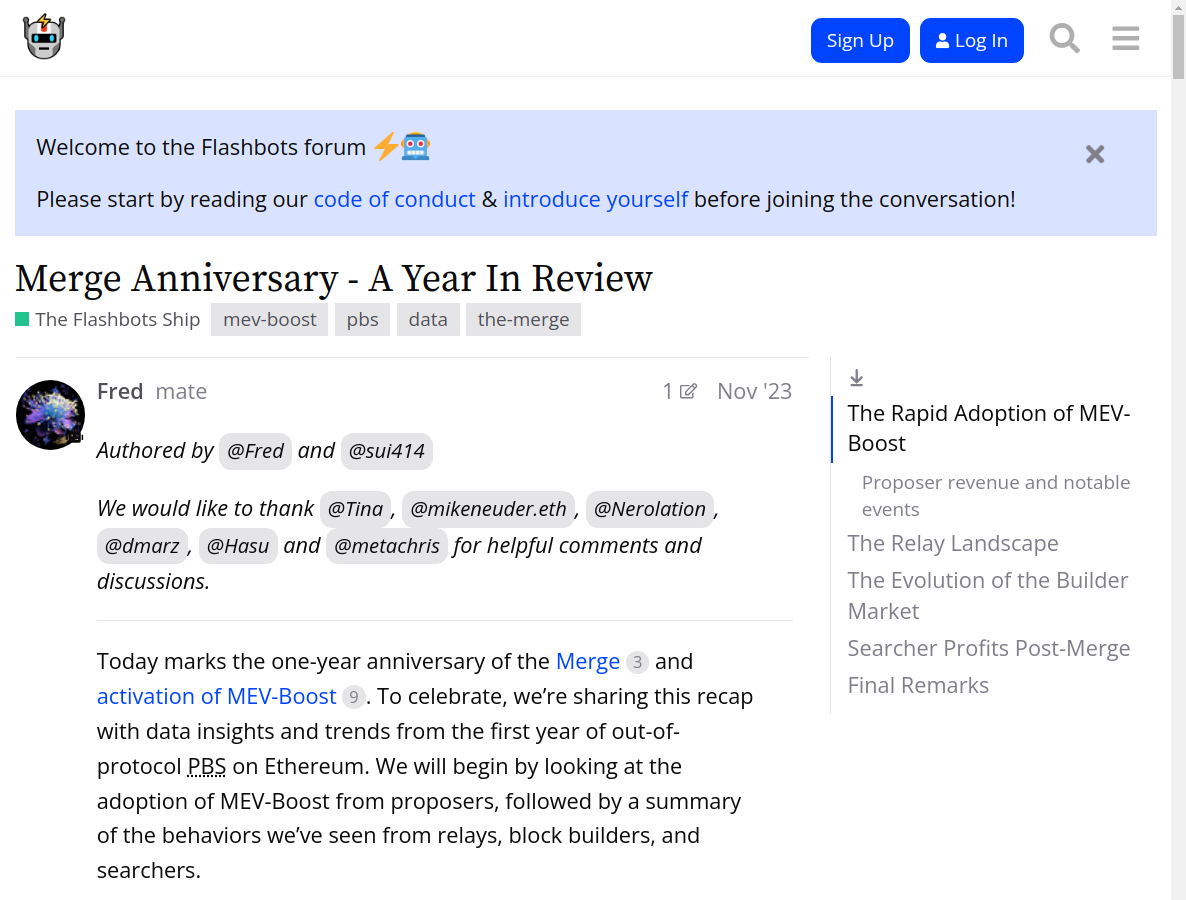 Sign Up
Log In
Welcome to the Flashbots forum
Please start by reading our code of conduct & introduce yourself before joining the conversation!
Merge Anniversary - A Year In Review
The Flashbots Ship mev-boost pbs data the-merge
Fred mate 1 Nov '23
Authored by @Fred and @sui414
We would like to thank @Tina, @mikeneuder.eth, @Nerolation,
@dmarz, @Hasu and @metachris for helpful comments and
discussions.
Today marks the one-year anniversary of the Merge 3 and
activation of MEV-Boost 9. To celebrate, we’re sharing this recap
with data insights and trends from the first year of out-of-
protocol PBS on Ethereum. We will begin by looking at the
adoption of MEV-Boost from proposers, followed by a summary
of the behaviors we’ve seen from relays, block builders, and
searchers.
The Rapid Adoption of MEV-
Boost
Proposer revenue and notable
events
The Relay Landscape
The Evolution of the Builder
Market
Searcher Profits Post-Merge
Final Remarks